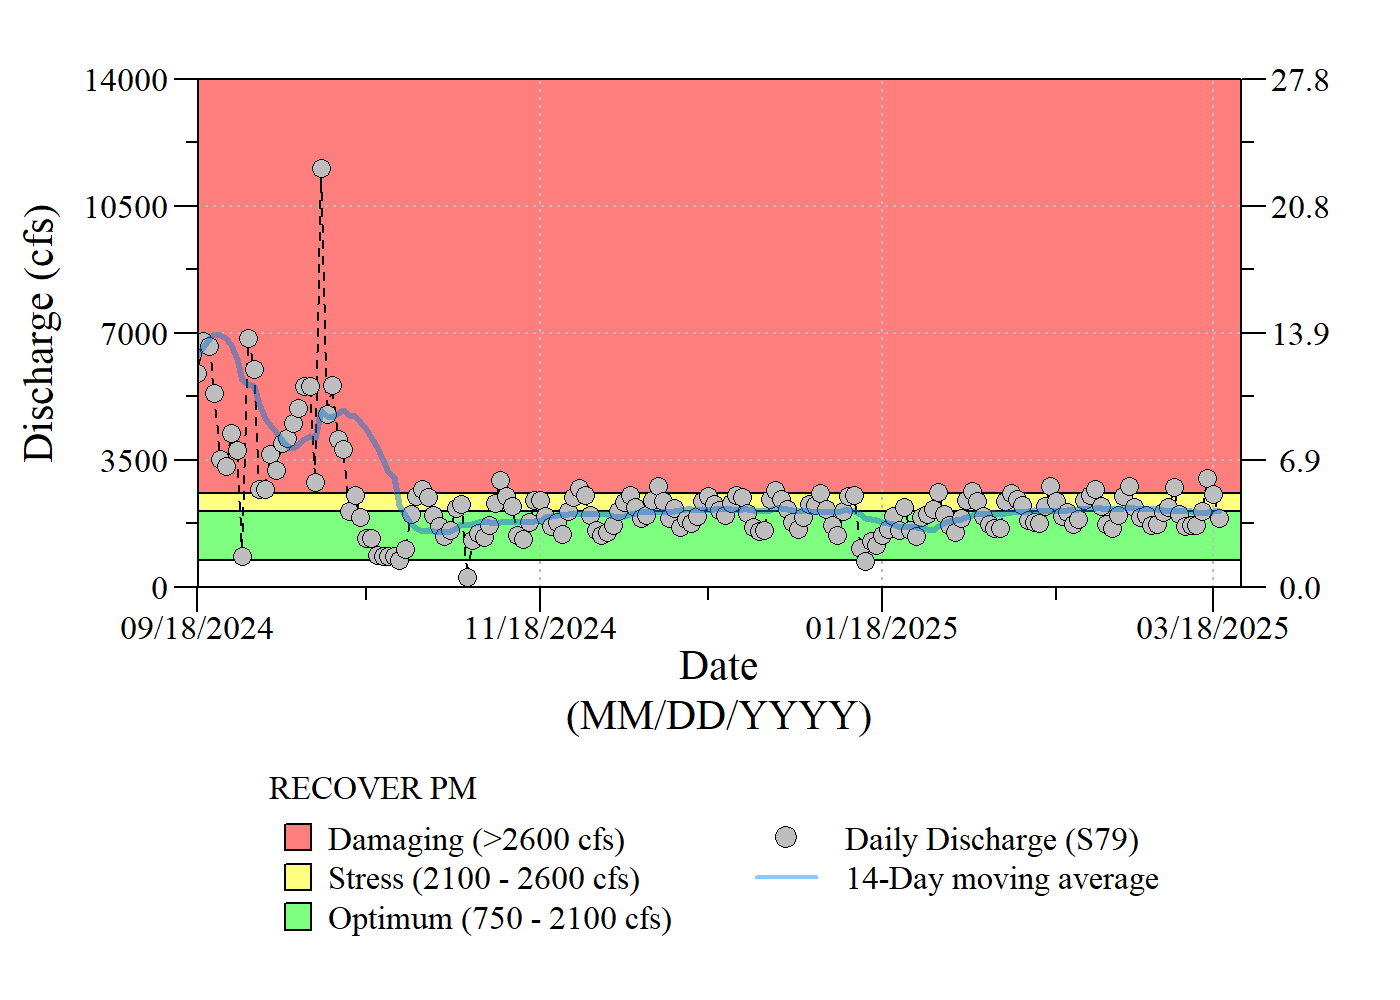 14000
10500
7000
3500
0
27.8
20.8
13.9
6.9
0.0
Discharge (cfs)
09/18/2024 11/18/2024 01/18/2025 03/18/2025
Date
(MM/DD/YYYY)
RECOVER PM
Damaging (>2600 cfs)
Stress (2100 - 2600 cfs)
Optimum (750 - 2100 cfs)
Daily Discharge (S79)
14-Day moving average